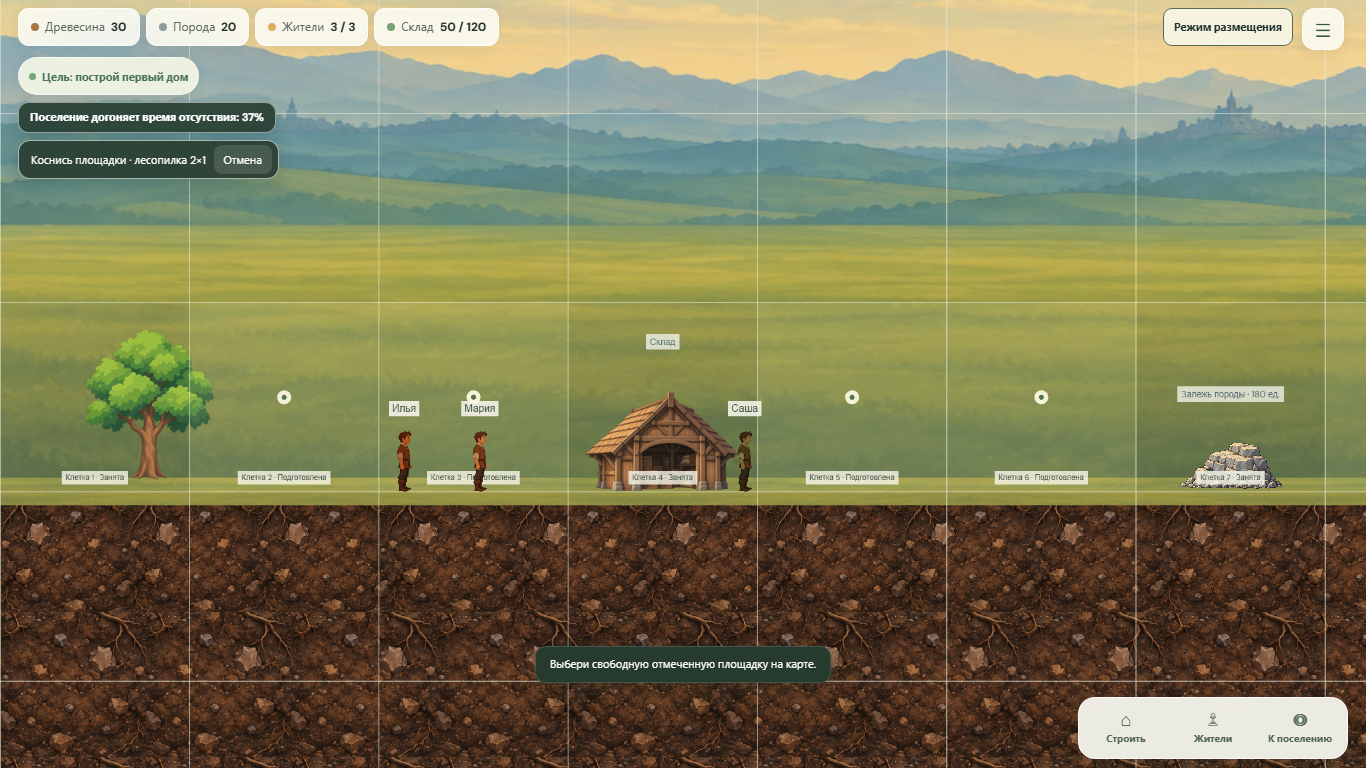 Древесина 30
Порода 20
Жители 3 / 3
Склад 50 / 120
Режим размещения
Цель: построй первый дом
Поселение догоняет время отсутствия: 37%
Коснись площадки · лесопилка 2×1
Отмена
Склад
Залежь породы · 180 ед.
Илья
Мария
Саша
Клетка 1 · Занята
Клетка 2 · Подготовлена
Клетка 3 · Подготовлена
Клетка 4 · Занята
Клетка 5 · Подготовлена
Клетка 6 · Подготовлена
Клетка 7 · Занята
Выбери свободную отмеченную площадку на карте.
Строить
Жители
К поселению